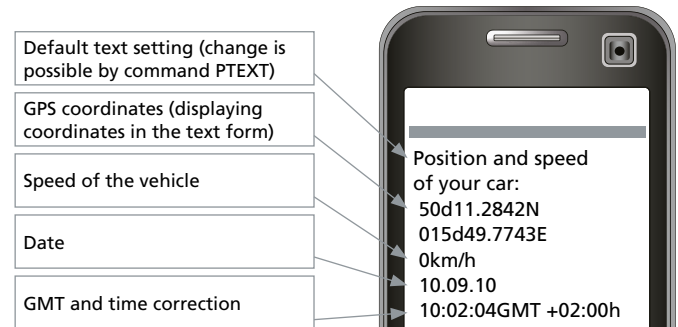 Default text setting (change is
possible by command PTEXT)
GPS coordinates (displaying
coordinates in the text form)
Speed of the vehicle
Date
GMT and time correction
Position and speed
of your car:
50d11.2842N
015d49.7743E
0km/h
10.09.10
10:02:04GMT +02:00h